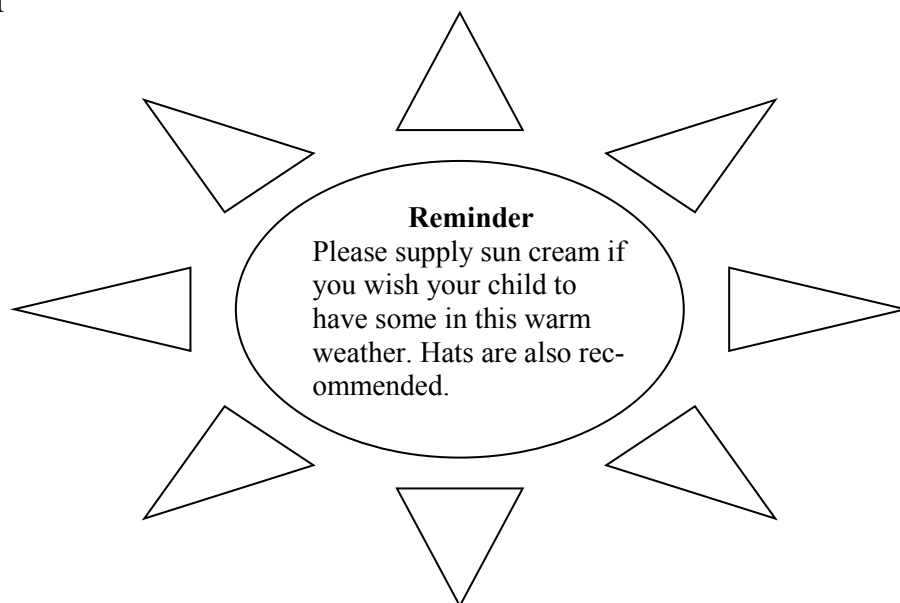 Reminder
Please supply sun cream if
you wish your child to
have some in this warm
weather. Hats are also rec-
ommended.